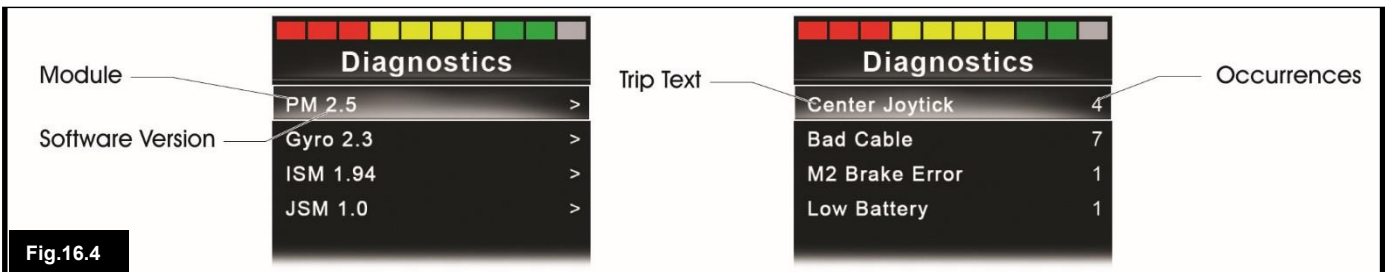 Module
Software Version
Diagnostics
PM 2.5 >
Gyro 2.3 >
ISM 1.94 >
JSM 1.0 >
Trip Text
Diagnostics
Center Joytick 4
Bad Cable 7
M2 Brake Error 1
Low Battery 1
Occurrences
Fig.16.4